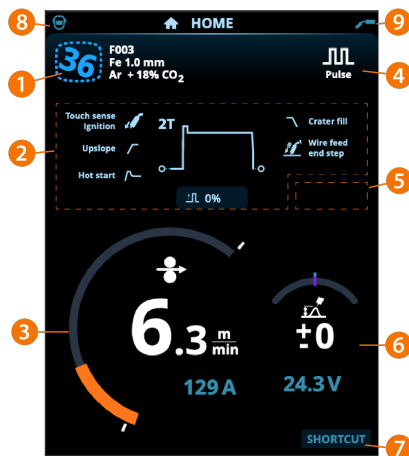 8
W
HOME
9
36
F003
Fe 1.0 mm
Ar + 18% CO2
Pulse
1
4
Touch sense
Ignition
2T
Crater fill
2
Upslope
Wire feed
end step
Hot start
5
0%
3
6.3 m/min
±0
6
129 A
24.3 V
SHORTCUT
7